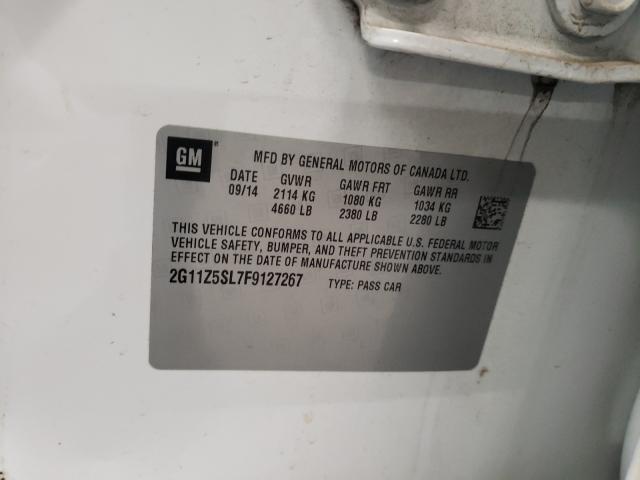 GM
MFD BY GENERAL MOTORS OF CANADA LTD.
DATE GVWR GAWR FRT GAWR RR
09/14 2114 KG 1080 KG 1034 KG
4660 LB 2380 LB 2280 LB
THIS VEHICLE CONFORMS TO ALL APPLICABLE U.S. FEDERAL MOTOR
VEHICLE SAFETY, BUMPER, AND THEFT PREVENTION STANDARDS IN
EFFECT ON THE DATE OF MANUFACTURE SHOWN ABOVE.
2G11Z5SL7F9127267 TYPE: PASS CAR